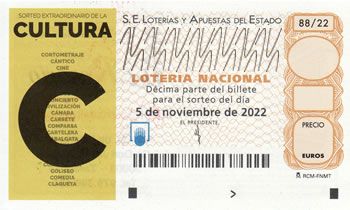 SORTEO EXTRAORDINARIO DE LA
CULTURA
CORTOMETRAJE
CÁNTICO
CINE
CONCIERTO
CIVILIZACIÓN
CÁMARA
CARRETE
COMPARSA
CARTELERA
CABALGATA
COLISEO
COMEDIA
CLAQUETA
C
S. E. LOTERÍAS Y APUESTAS DEL ESTADO
LOTERIA NACIONAL
Décima parte del billete
para el sorteo del día
5 de noviembre de 2022
EL PRESIDENTE,
88/22
PRECIO
EUROS
RCM-FNMT
>